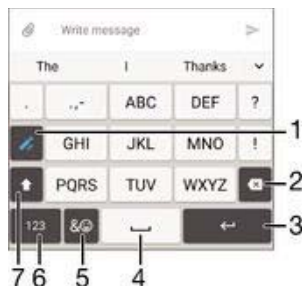 Write message
The I Thanks
. .,- ABC DEF ?
GHI JKL MNO ! 1
PQRS TUV WXYZ 2
123 &☺ 3
7 6 5 4